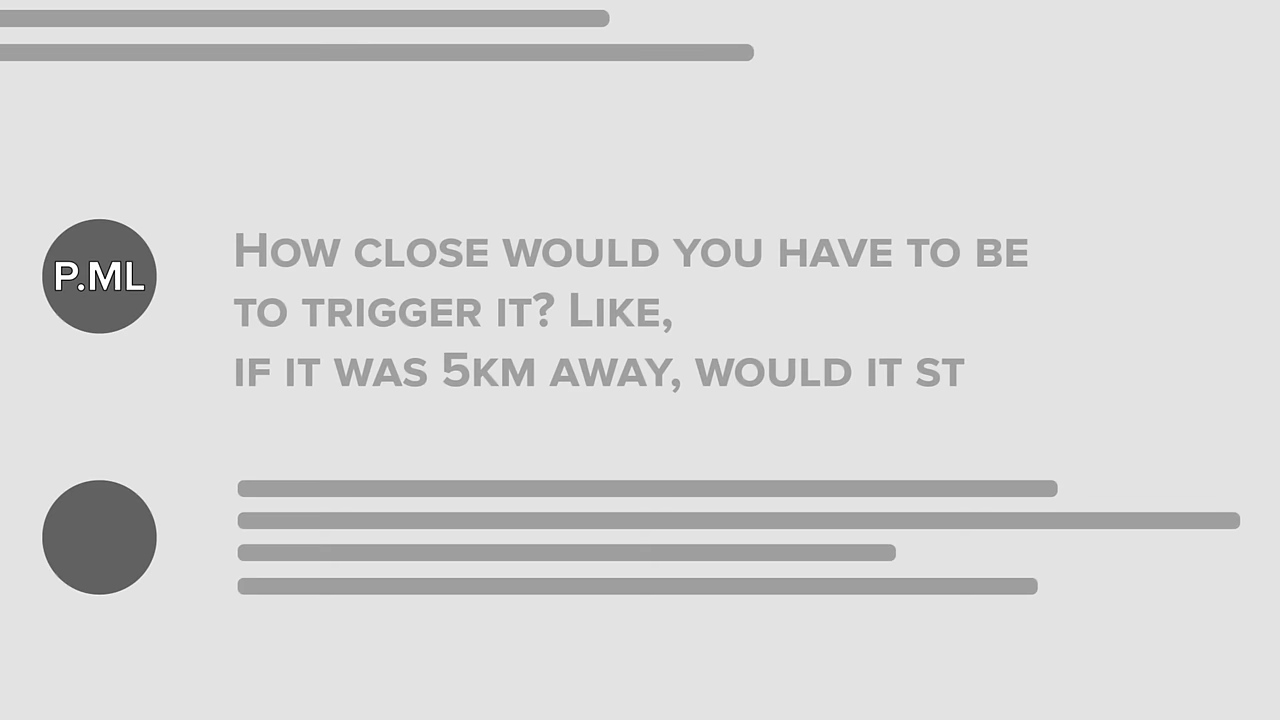 P.ML
How close would you have to be
to trigger it? Like,
if it was 5km away, would it st